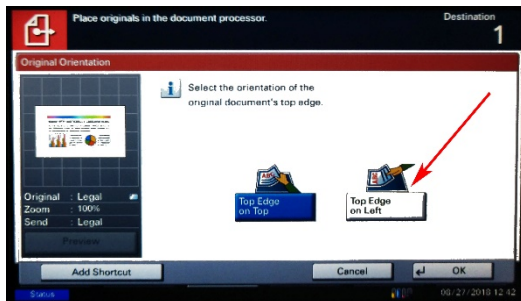 Place originals in the document processor.
Destination
1
Original Orientation
Select the orientation of the
original document's top edge.
Original : Legal
Zoom : 100%
Send : Legal
Preview
Top Edge
on Top
Top Edge
on Left
Add Shortcut
Cancel
OK
Status
08/27/2018 12:42